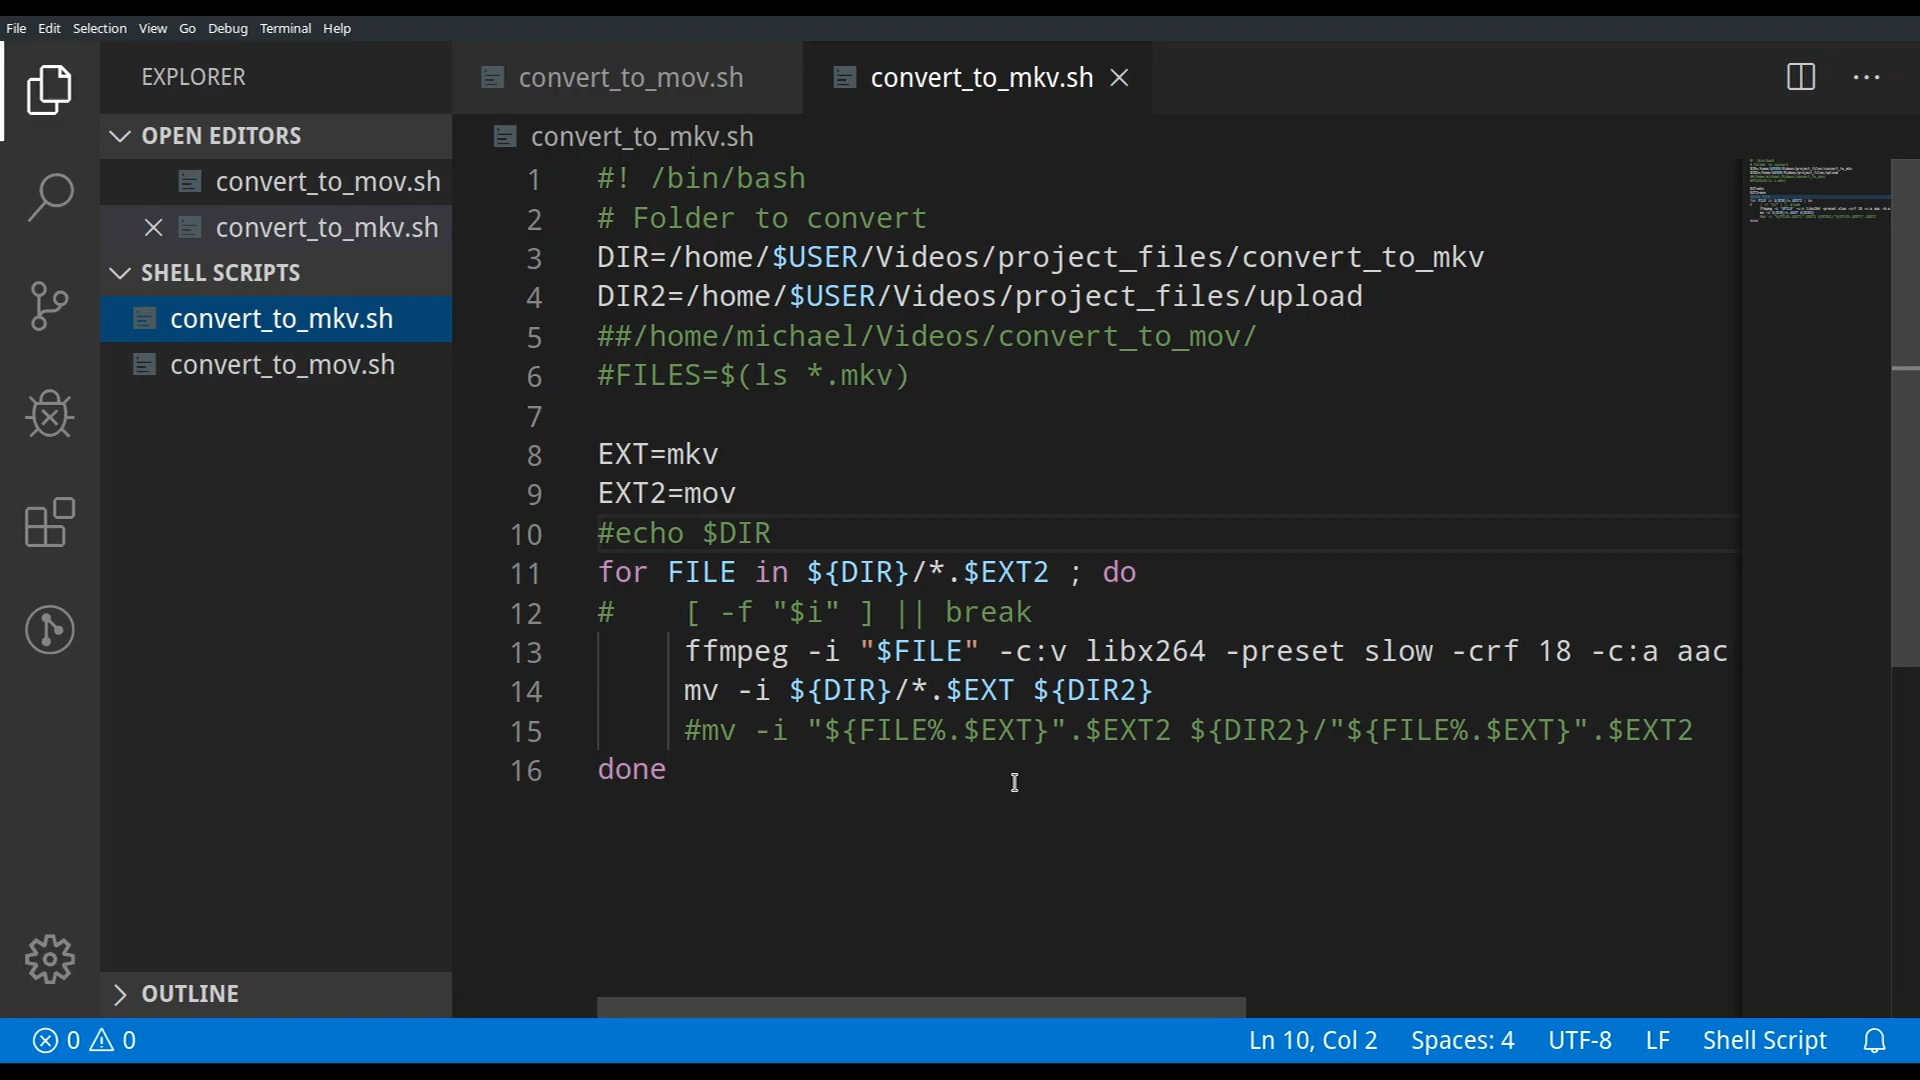 File Edit Selection View Go Debug Terminal Help
EXPLORER
OPEN EDITORS
convert_to_mov.sh
convert_to_mkv.sh
SHELL SCRIPTS
convert_to_mkv.sh
convert_to_mov.sh
OUTLINE
convert_to_mov.sh convert_to_mkv.sh
convert_to_mkv.sh
1 #! /bin/bash
2 # Folder to convert
3 DIR=/home/$USER/Videos/project_files/convert_to_mkv
4 DIR2=/home/$USER/Videos/project_files/upload
5 ##/home/michael/Videos/convert_to_mov/
6 #FILES=$(ls *.mkv)
7
8 EXT=mkv
9 EXT2=mov
10 #echo $DIR
11 for FILE in ${DIR}/*.$EXT2 ; do
12 #    [ -f "$i" ] || break
13      ffmpeg -i "$FILE" -c:v libx264 -preset slow -crf 18 -c:a aac
14      mv -i ${DIR}/*.$EXT ${DIR2}
15      #mv -i "${FILE%.$EXT}".$EXT2 ${DIR2}/"${FILE%.$EXT}".$EXT2
16 done
0 0 Ln 10, Col 2 Spaces: 4 UTF-8 LF Shell Script